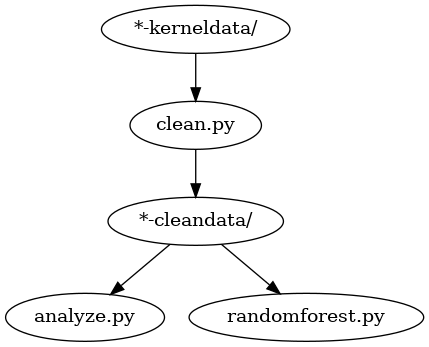 *-kerneldata/
clean.py
*-cleandata/
analyze.py
randomforest.py